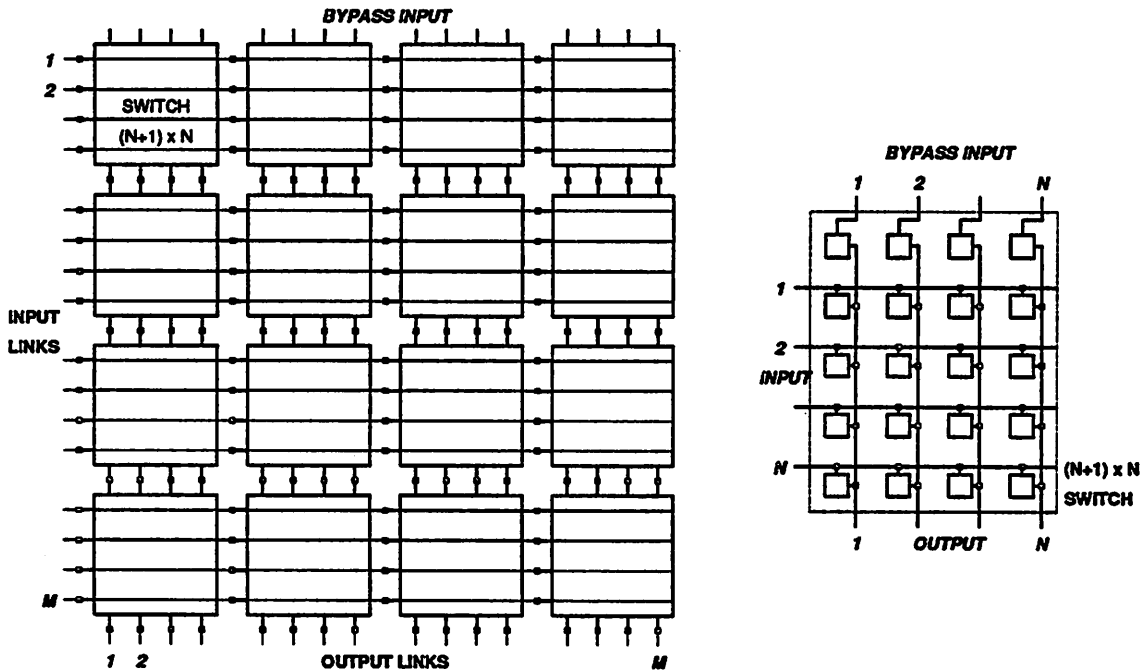 BYPASS INPUT
1
2
SWITCH
(N+1) x N
INPUT
LINKS
M
1 2 OUTPUT LINKS M
BYPASS INPUT
1 2 N
1
2
INPUT
N
(N+1) x N
SWITCH
1 OUTPUT N